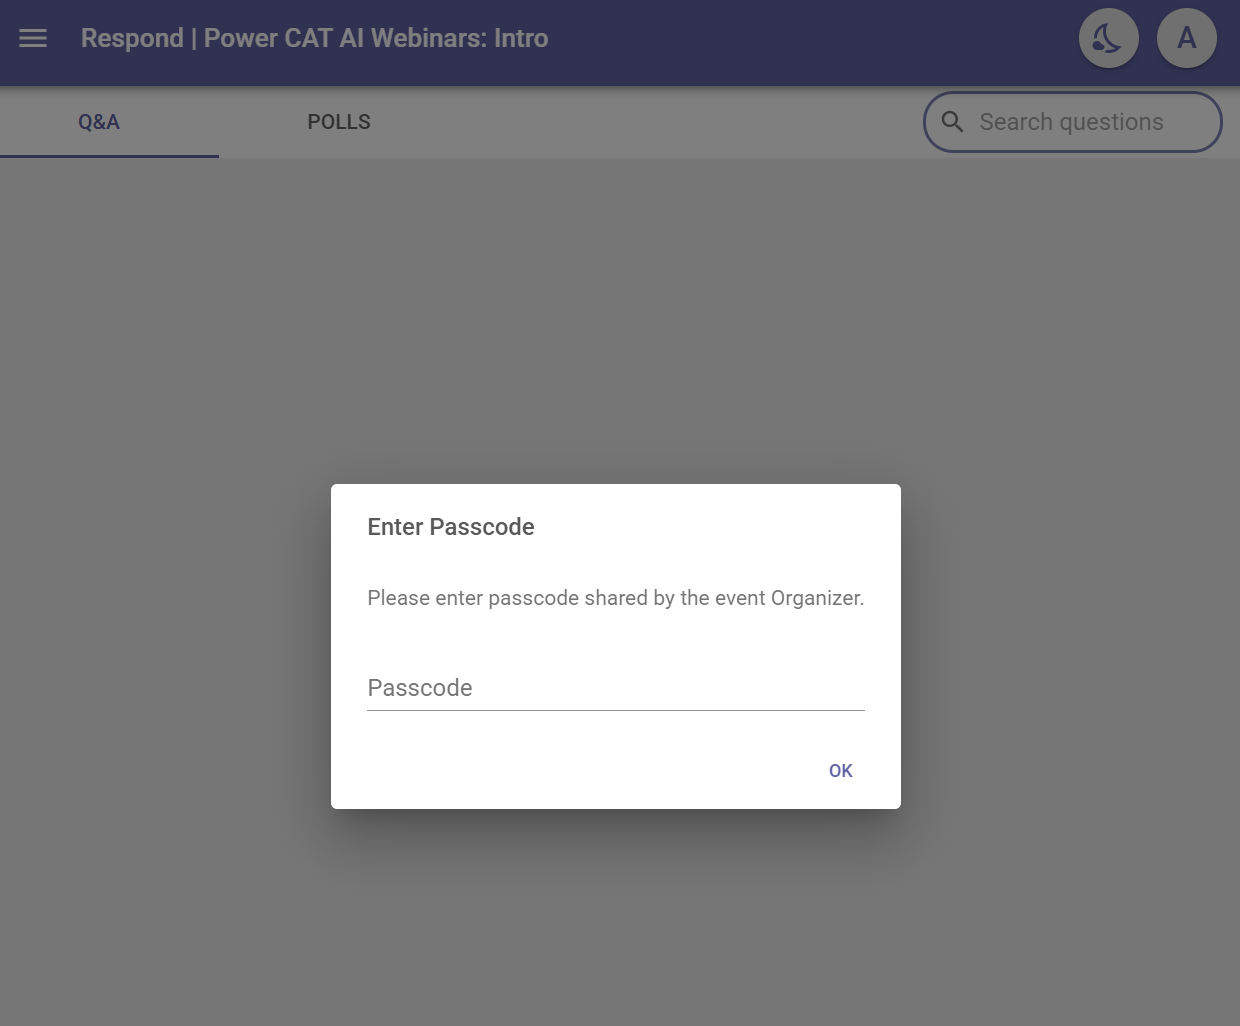 Respond | Power CAT AI Webinars: Intro
A
Q&A
POLLS
Search questions
Enter Passcode
Please enter passcode shared by the event Organizer.
Passcode
OK